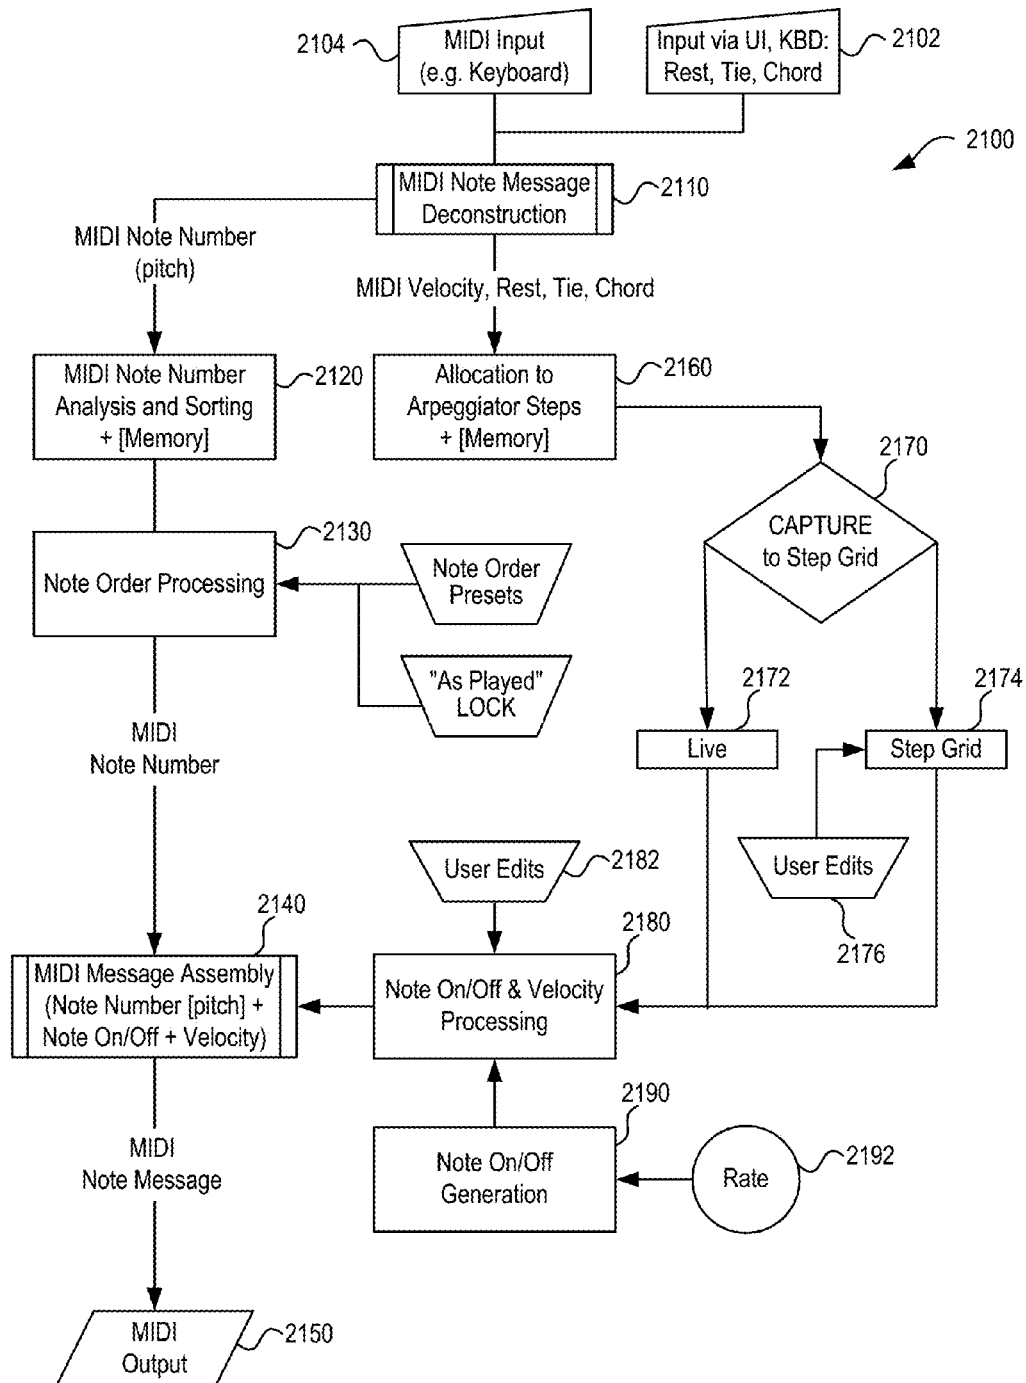 2104
MIDI Input
(e.g. Keyboard)
Input via UI, KBD:
Rest, Tie, Chord
2102
2100
MIDI Note Message
Deconstruction
2110
MIDI Note Number
(pitch)
MIDI Velocity, Rest, Tie, Chord
MIDI Note Number
Analysis and Sorting
+ [Memory]
2120
Allocation to
Arpeggiator Steps
+ [Memory]
2160
2170
CAPTURE
to Step Grid
2130
Note Order Processing
Note Order
Presets
"As Played"
LOCK
2172
Live
2174
Step Grid
MIDI
Note Number
User Edits
2182
User Edits
2176
2140
MIDI Message Assembly
(Note Number [pitch] +
Note On/Off + Velocity)
2180
Note On/Off & Velocity
Processing
2190
Note On/Off
Generation
Rate
2192
MIDI
Note Message
MIDI
Output
2150